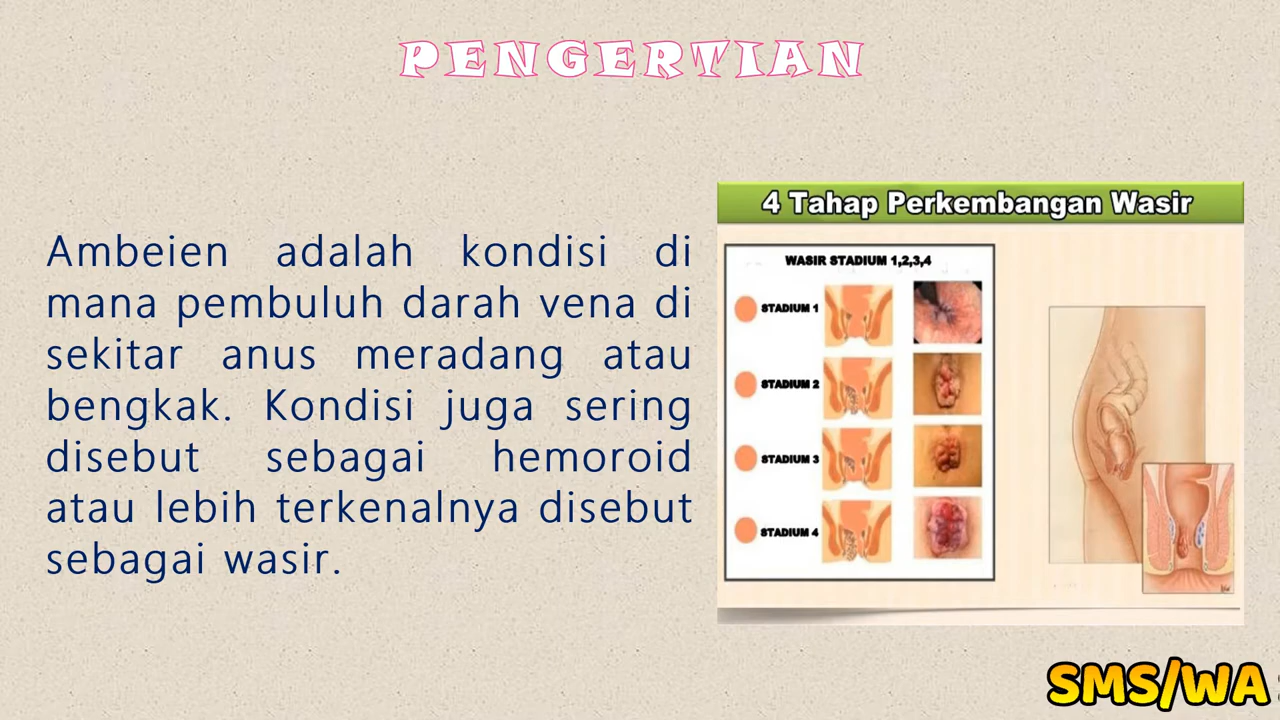 PENGERTIAN
Ambeien adalah kondisi di
mana pembuluh darah vena di
sekitar anus meradang atau
bengkak. Kondisi juga sering
disebut sebagai hemoroid
atau lebih terkenalnya disebut
sebagai wasir.
4 Tahap Perkembangan Wasir
WASIR STADIUM 1,2,3,4
STADIUM 1
STADIUM 2
STADIUM 3
STADIUM 4
SMS/WA :